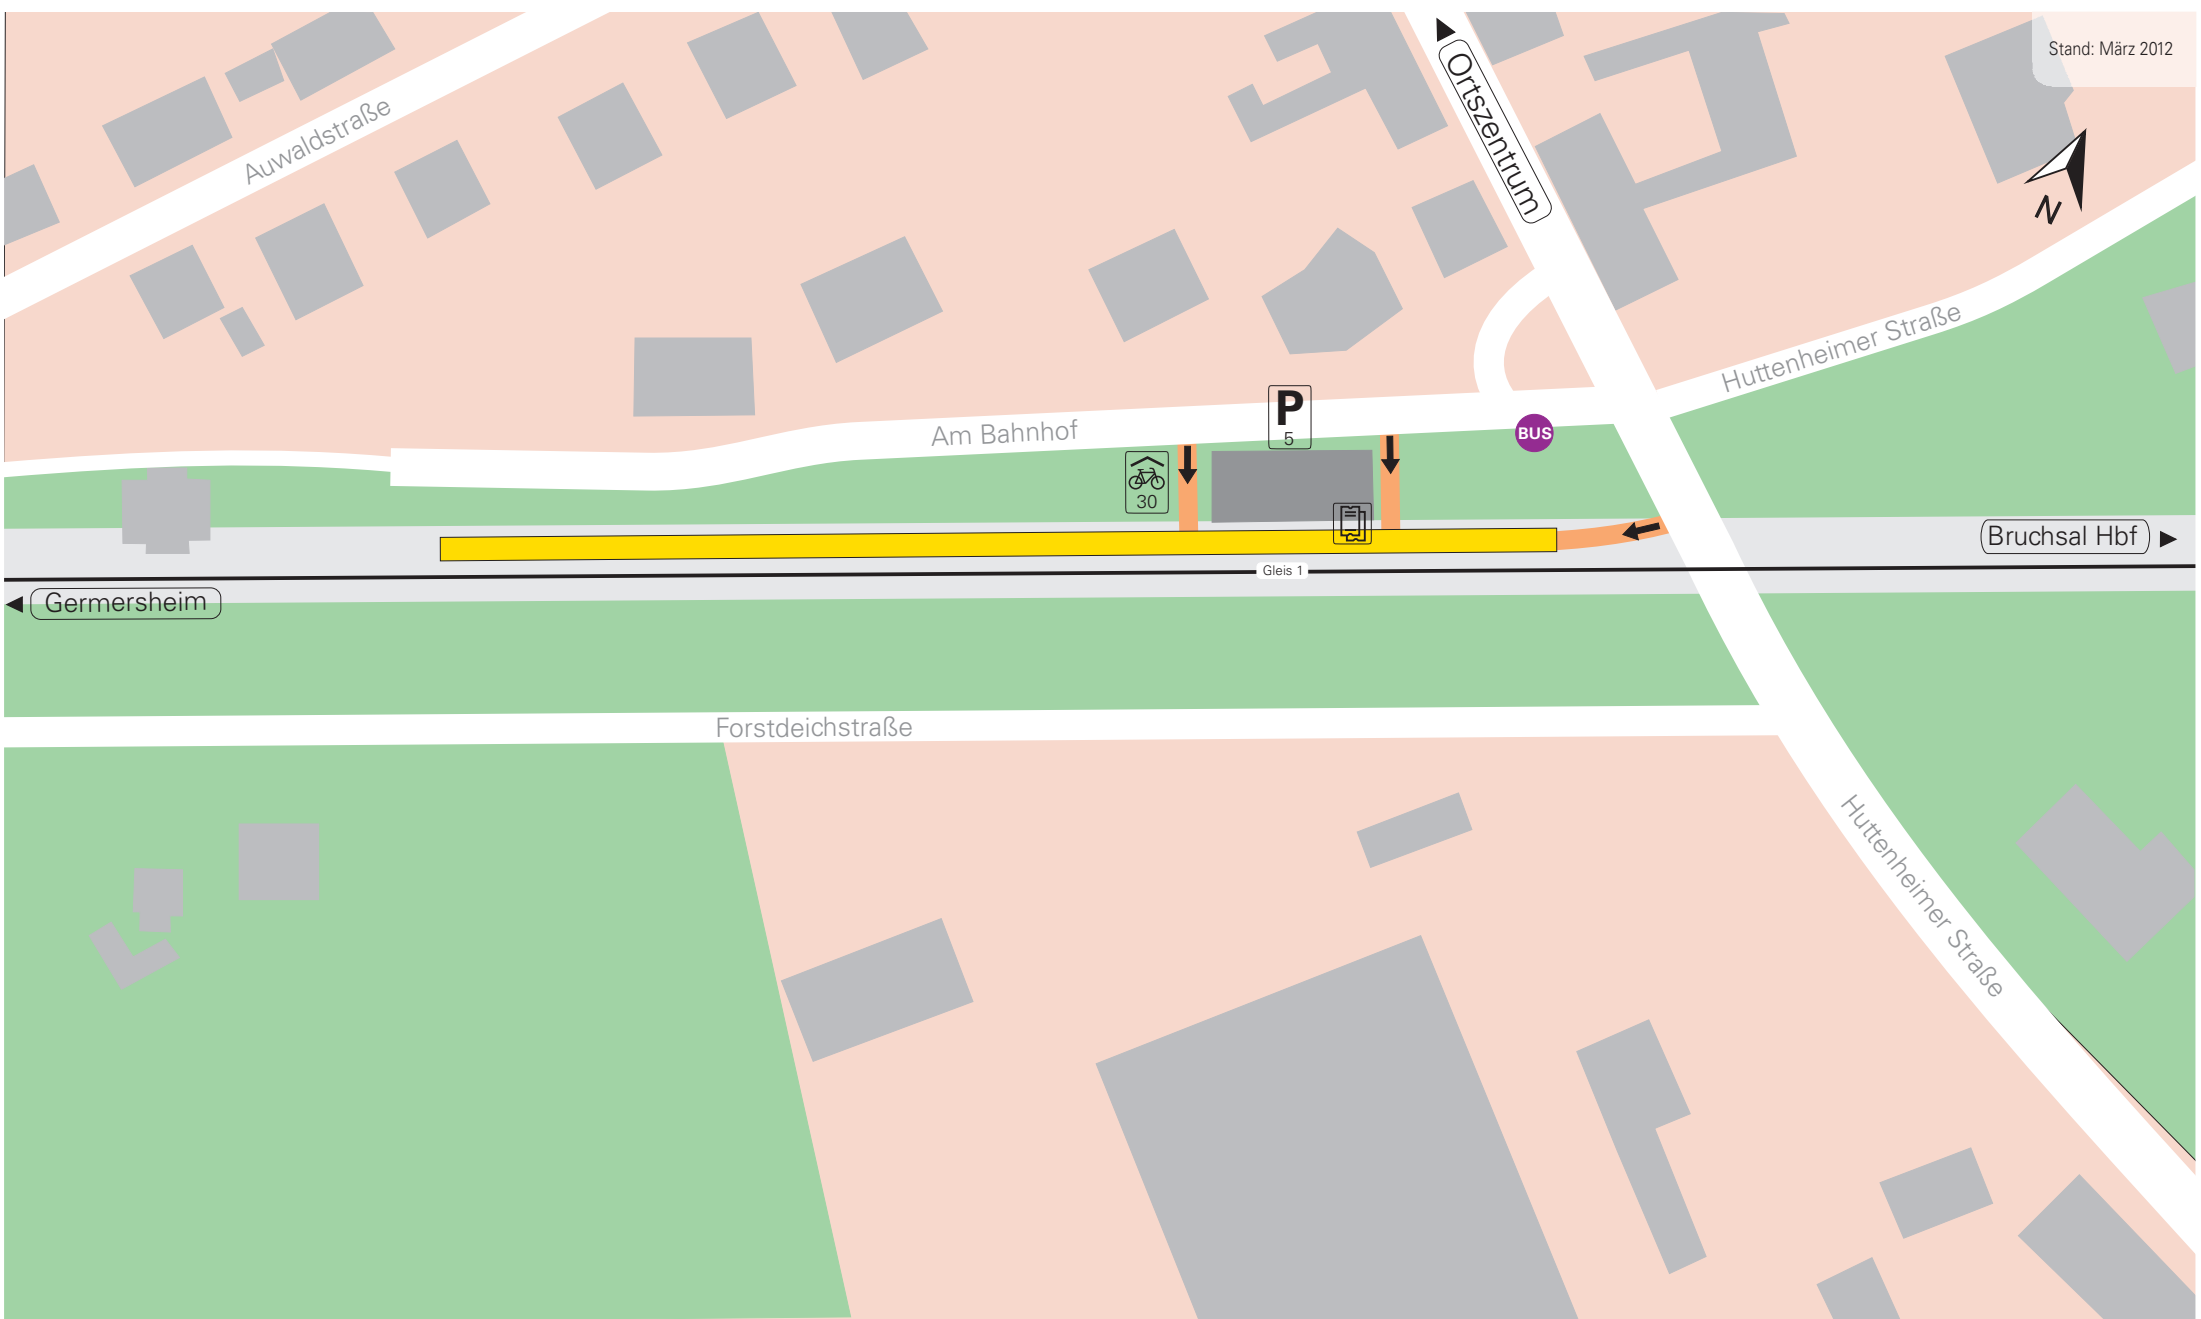 Stand: März 2012
Ortszentrum
Auwaldstraße
N
Huttenheimer Straße
P
5
Am Bahnhof
BUS
30
Bruchsal Hbf
Gleis 1
Germersheim
Forstdeichstraße
Huttenheimer Straße